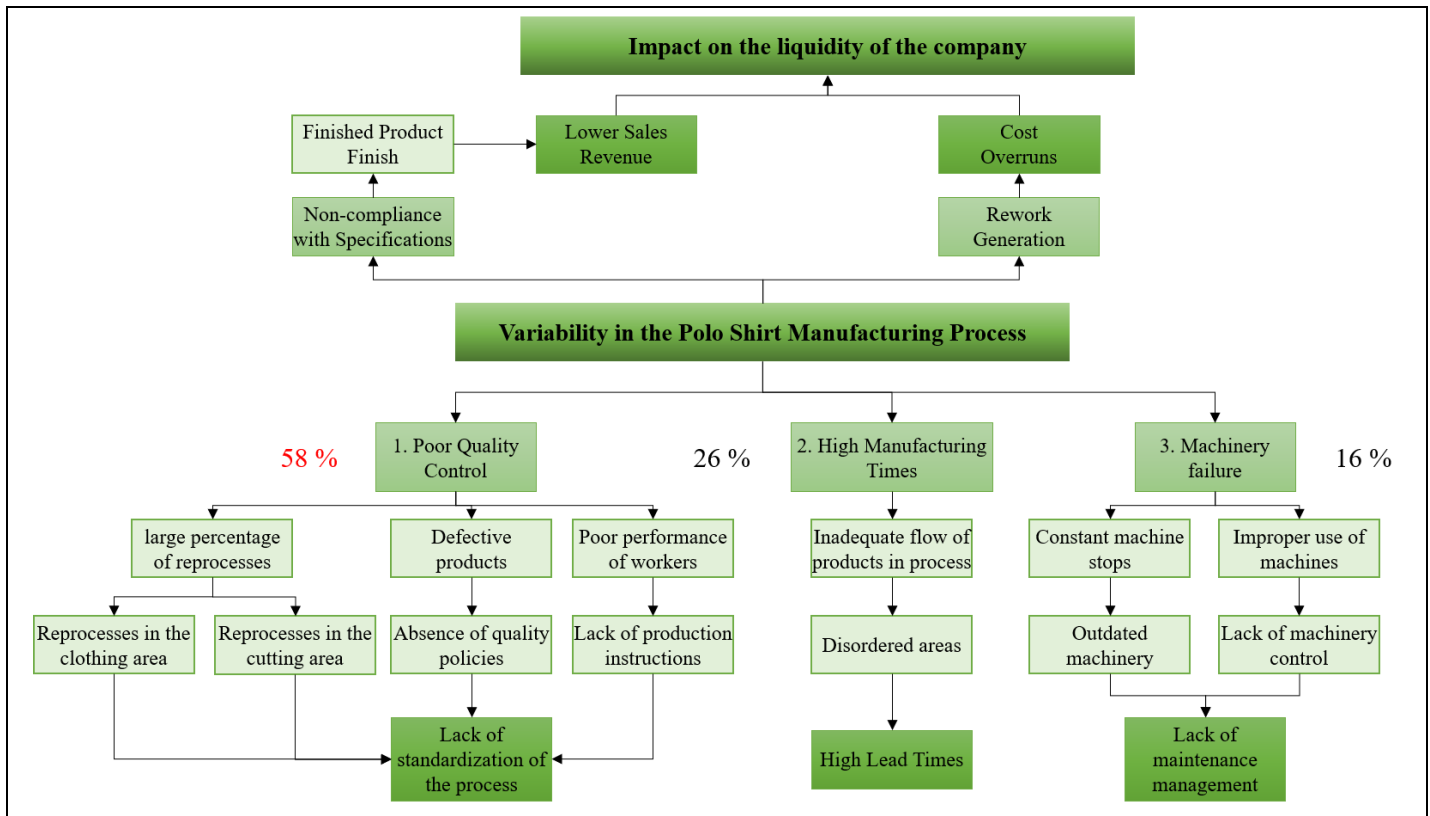 Impact on the liquidity of the company
Finished Product
Finish
Lower Sales
Revenue
Cost
Overruns
Non-compliance
with Specifications
Rework
Generation
Variability in the Polo Shirt Manufacturing Process
58 %
1. Poor Quality
Control
26 %
2. High Manufacturing
Times
3. Machinery
failure
16 %
large percentage
of reprocesses
Defective
products
Poor performance
of workers
Inadequate flow of
products in process
Constant machine
stops
Improper use of
machines
Reprocesses in the
clothing area
Reprocesses in the
cutting area
Absence of quality
policies
Lack of production
instructions
Disordered areas
Outdated
machinery
Lack of machinery
control
Lack of
standardization of
the process
High Lead Times
Lack of
maintenance
management